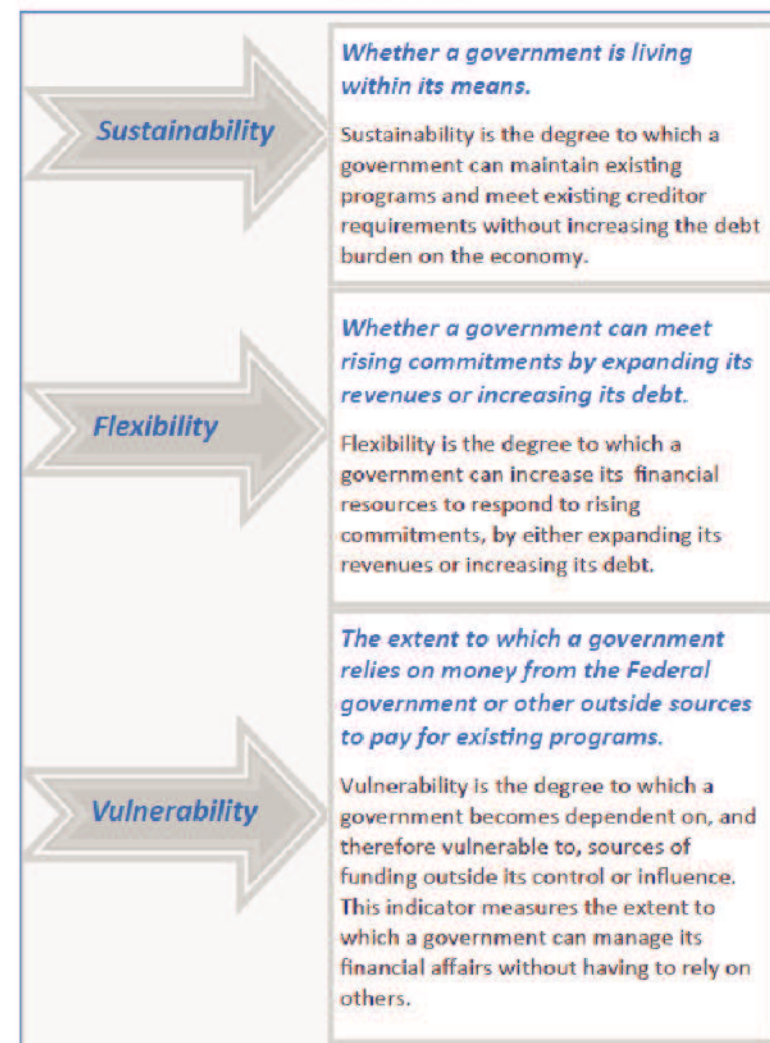 Sustainability
Whether a government is living
within its means.
Sustainability is the degree to which a
government can maintain existing
programs and meet existing creditor
requirements without increasing the debt
burden on the economy.
Flexibility
Whether a government can meet
rising commitments by expanding its
revenues or increasing its debt.
Flexibility is the degree to which a
government can increase its financial
resources to respond to rising
commitments, by either expanding its
revenues or increasing its debt.
Vulnerability
The extent to which a government
relies on money from the Federal
government or other outside sources
to pay for existing programs.
Vulnerability is the degree to which a
government becomes dependent on, and
therefore vulnerable to, sources of
funding outside its control or influence.
This indicator measures the extent to
which a government can manage its
financial affairs without having to rely on
others.